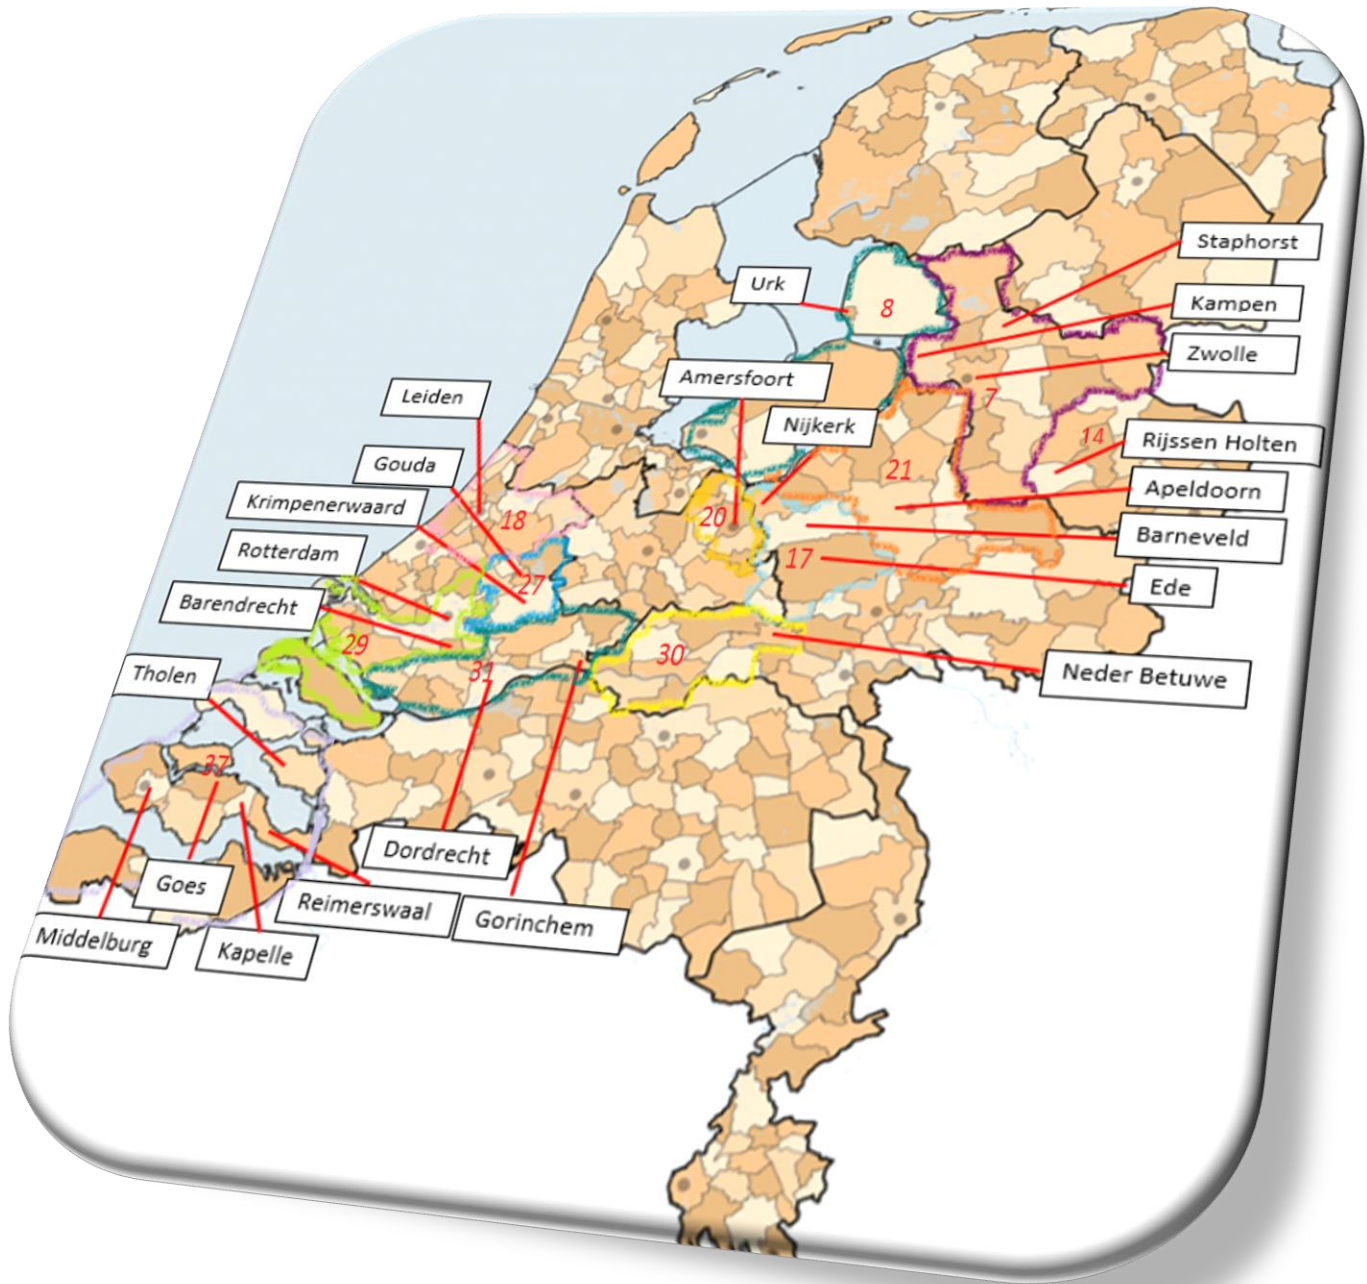 Staphorst
Urk
8
Kampen
Zwolle
Amersfoort
Leiden
7
Nijkerk
14
Rijssen Holten
Gouda
21
Apeldoorn
Krimpenerwaard
18
20
Barneveld
Rotterdam
17
Ede
27
Barendrecht
29
30
Neder Betuwe
31
Tholen
37
Dordrecht
Goes
Reimerswaal
Gorinchem
Middelburg
Kapelle